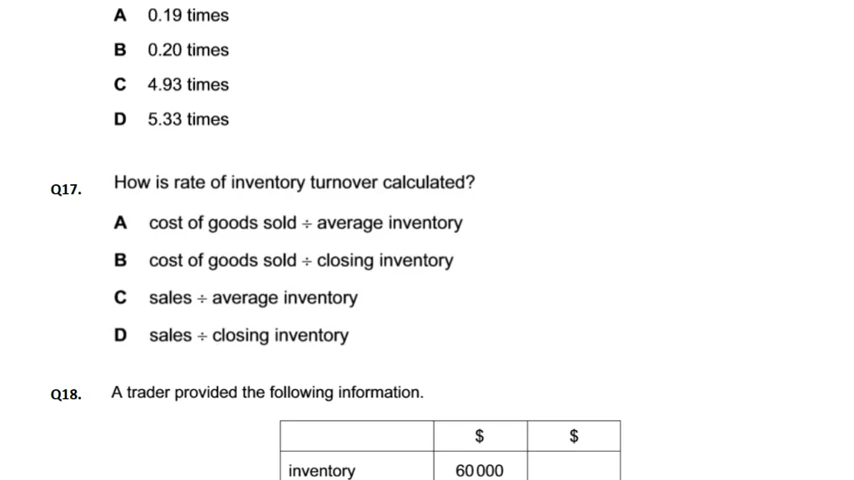 A 0.19 times
B 0.20 times
C 4.93 times
D 5.33 times
Q17. How is rate of inventory turnover calculated?
A cost of goods sold ÷ average inventory
B cost of goods sold ÷ closing inventory
C sales ÷ average inventory
D sales ÷ closing inventory
Q18. A trader provided the following information.
$ $
inventory 60 000